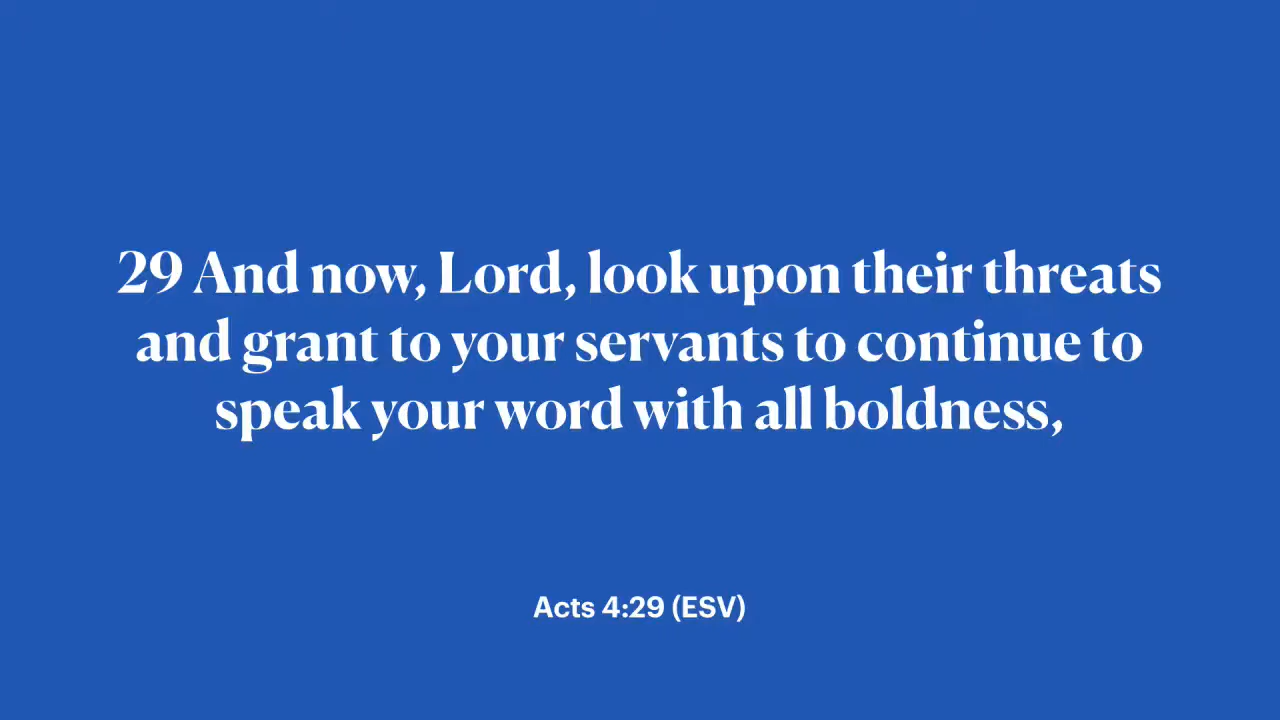 29 And now, Lord, look upon their threats
and grant to your servants to continue to
speak your word with all boldness,
Acts 4:29 (ESV)